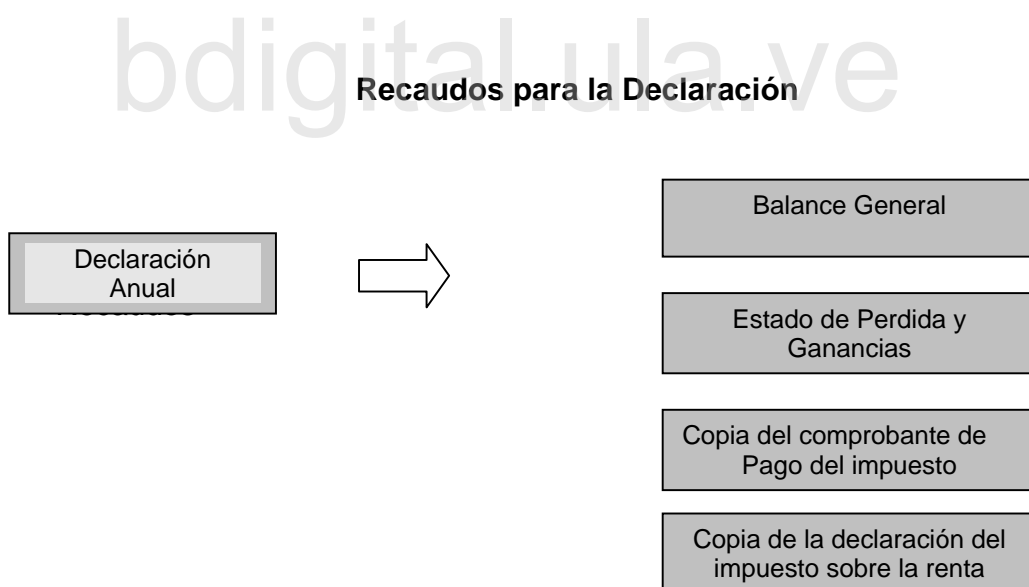 bdigital.ula.ve
Recaudos para la Declaración
Balance General
Declaración
Anual
Estado de Perdida y
Ganancias
Copia del comprobante de
Pago del impuesto
Copia de la declaración del
impuesto sobre la renta